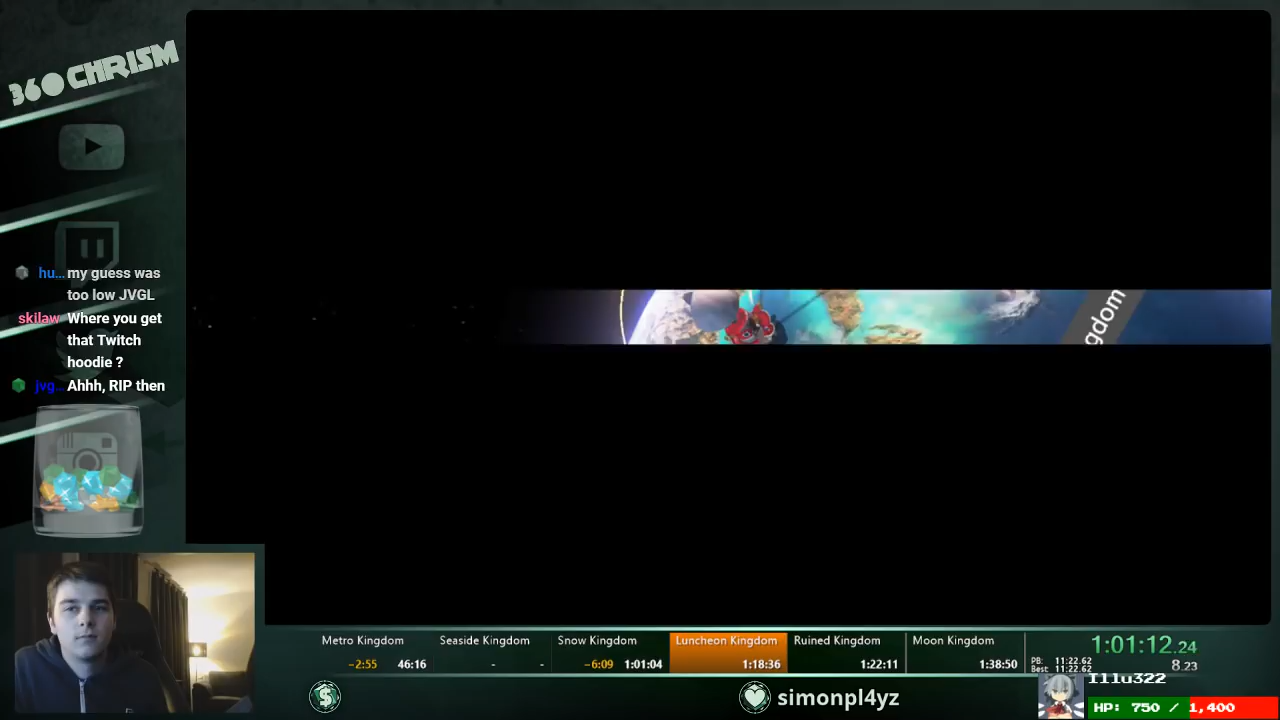 360 CHRISM
hu... my guess was
too low JVGL
skilaw Where you get
that Twitch
hoodie ?
jvg... Ahhh, RIP then
gdom
Metro Kingdom
-2:55 46:16
Seaside Kingdom
- -
Snow Kingdom
-6:09 1:01:04
Luncheon Kingdom
1:18:36
Ruined Kingdom
1:22:11
Moon Kingdom
1:38:50
1:01:12.24
PB: 11:22.62
Best: 11:22.62
8.23
simonpl4yz
Illu322
HP: 750 / 1,400